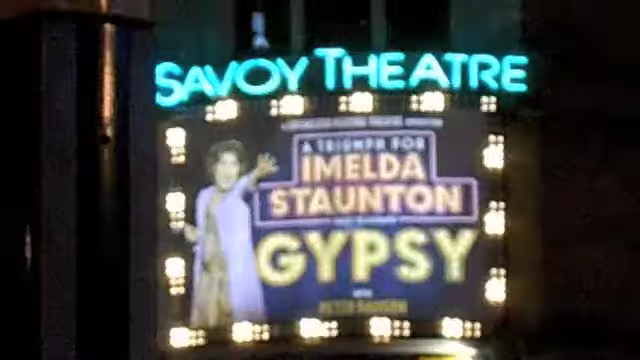 SAVOY THEATRE
A TRIUMPH FOR
IMELDA
STAUNTON
GYPSY